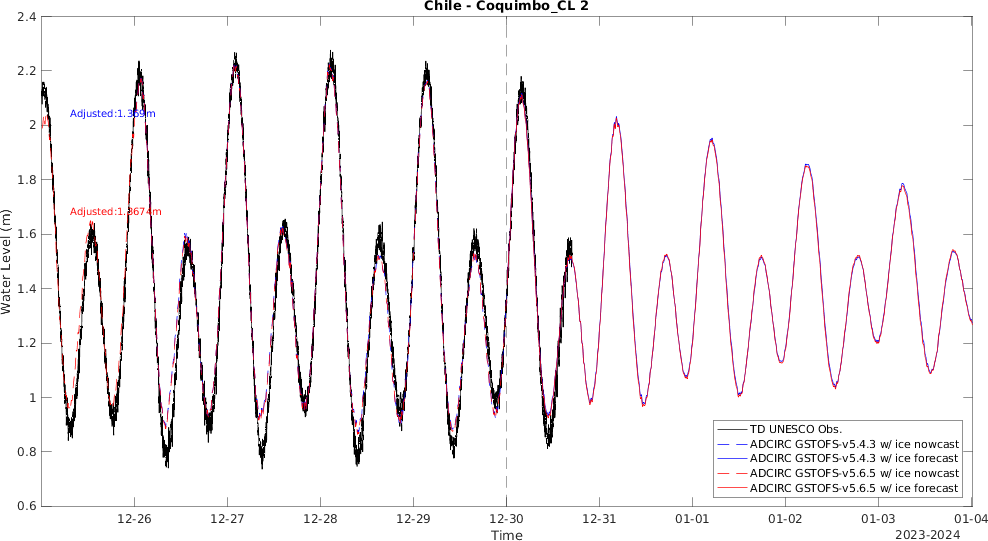 Chile - Coquimbo_CL 2
2.4
2.2
2
1.8
1.6
1.4
1.2
1
0.8
0.6
Water Level (m)
Adjusted:1.369m
Adjusted:1.3674m
TD UNESCO Obs.
ADCIRC GSTOFS-v5.4.3 w/ ice nowcast
ADCIRC GSTOFS-v5.4.3 w/ ice forecast
ADCIRC GSTOFS-v5.6.5 w/ ice nowcast
ADCIRC GSTOFS-v5.6.5 w/ ice forecast
12-26 12-27 12-28 12-29 12-30 12-31 01-01 01-02 01-03 01-04
Time
2023-2024